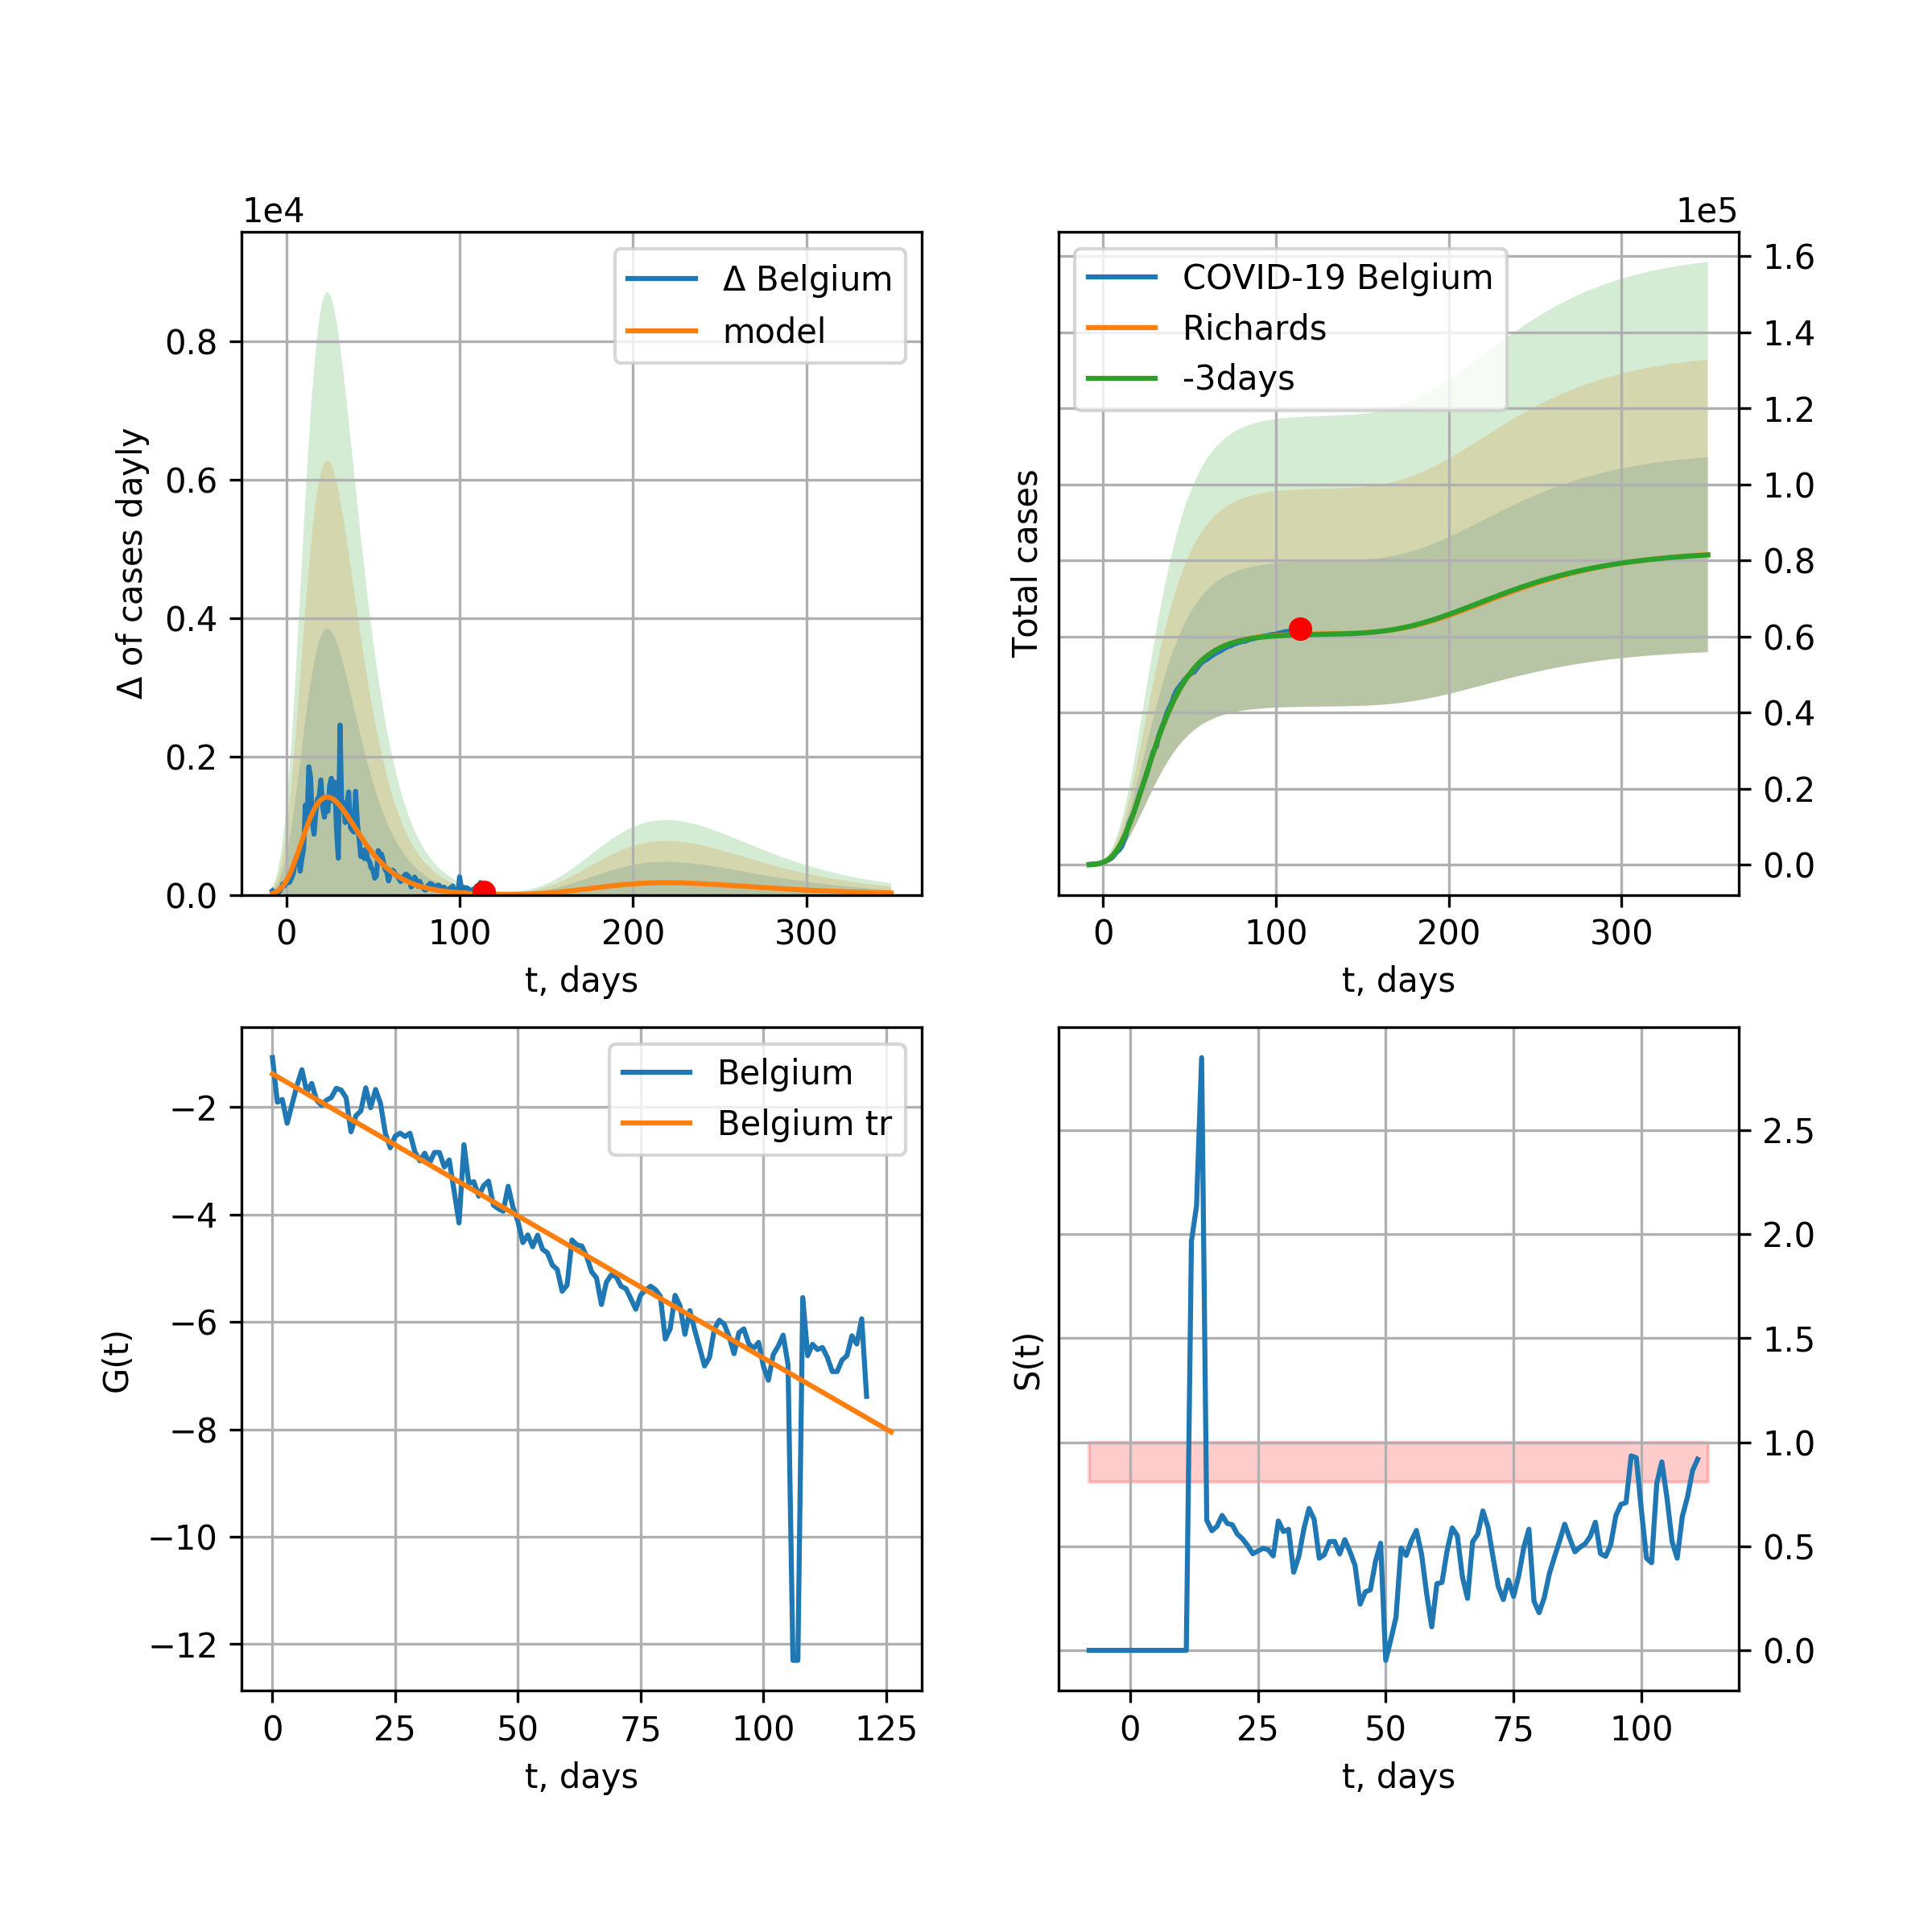 1e4
Δ Belgium
model
0.8
0.6
0.4
0.2
0.0
Δ of cases dayly
0 100 200 300
t, days
1e5
COVID-19 Belgium
Richards
-3days
1.6
1.4
1.2
1.0
0.8
0.6
0.4
0.2
0.0
Total cases
0 100 200 300
t, days
Belgium
Belgium tr
−2
−4
−6
−8
−10
−12
G(t)
0 25 50 75 100 125
t, days
2.5
2.0
1.5
1.0
0.5
0.0
S(t)
0 25 50 75 100
t, days